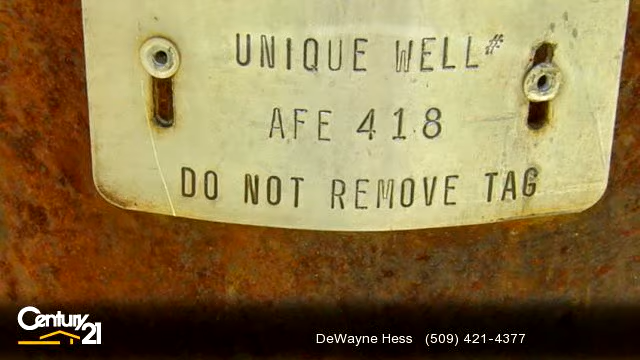 UNIQUE WELL#
AFE 418
DO NOT REMOVE TAG
Century 21
DeWayne Hess (509) 421-4377